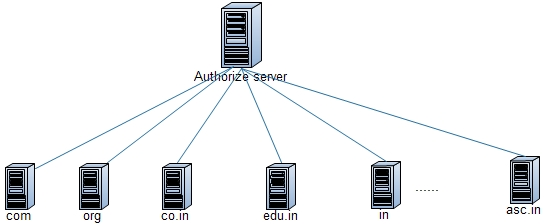 Authorize server
com
org
co.in
edu.in
in
......
asc.in